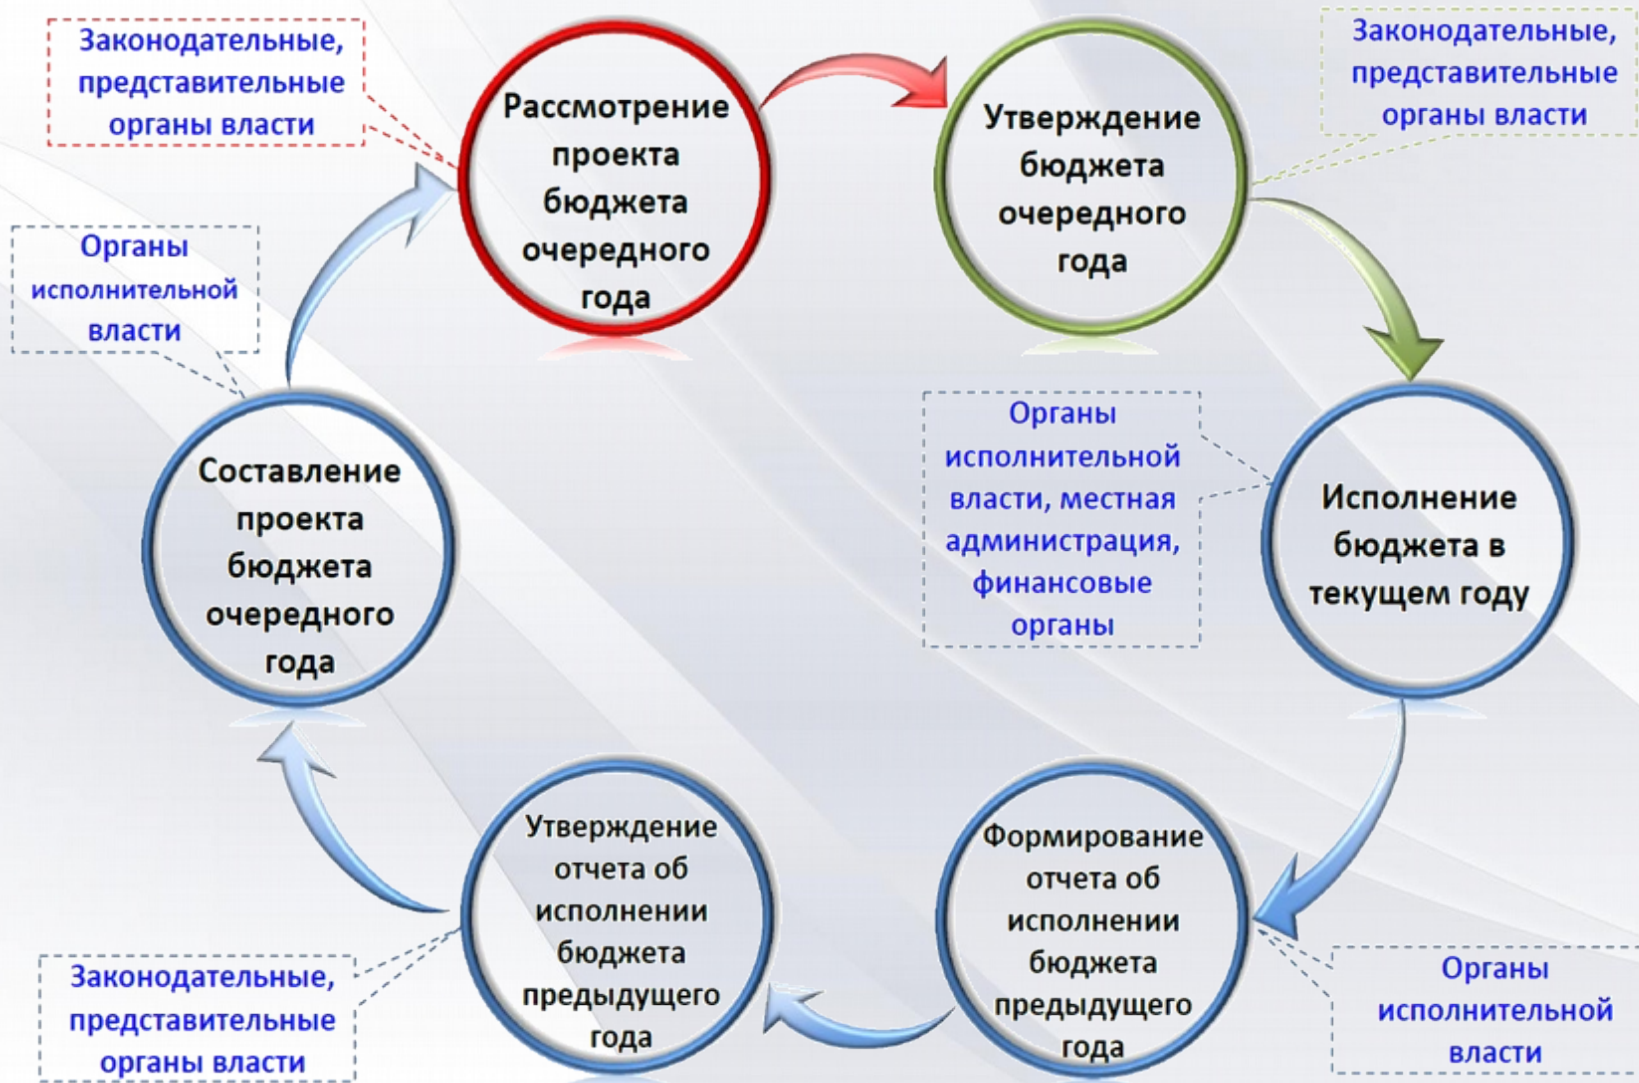 Законодательные,
представительные
органы власти
Рассмотрение
проекта
бюджета
очередного
года
Утверждение
бюджета
очередного
года
Законодательные,
представительные
органы власти
Органы
исполнительной
власти
Составление
проекта
бюджета
очередного
года
Органы
исполнительной
власти, местная
администрация,
финансовые
органы
Исполнение
бюджета в
текущем году
Утверждение
отчета об
исполнении
бюджета
предыдущего
года
Формирование
отчета об
исполнении
бюджета
предыдущего
года
Законодательные,
представительные
органы власти
Органы
исполнительной
власти